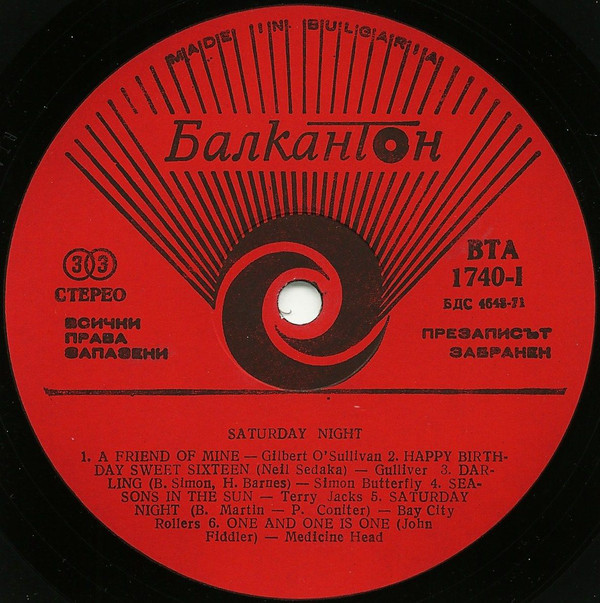 MADE IN BULGARIA
Балкантон
33
СТЕРЕО
ВСИЧКИ
ПРАВА
ЗАПАЗЕНИ
ВТА
1740-I
БДС 4648-71
ПРЕЗАПИСЪТ
ЗАБРАНЕН
SATURDAY NIGHT
1. A FRIEND OF MINE — Gilbert O'Sullivan 2. HAPPY BIRTH-
DAY SWEET SIXTEEN (Neil Sedaka) — Gulliver 3. DAR-
LING (B. Simon, H. Barnes) — Simon Butterfly 4. SEA-
SONS IN THE SUN — Terry Jacks 5. SATURDAY
NIGHT (B. Martin — P. Coniter) — Bay City
Rollers 6. ONE AND ONE IS ONE (John
Fiddler) — Medicine Head